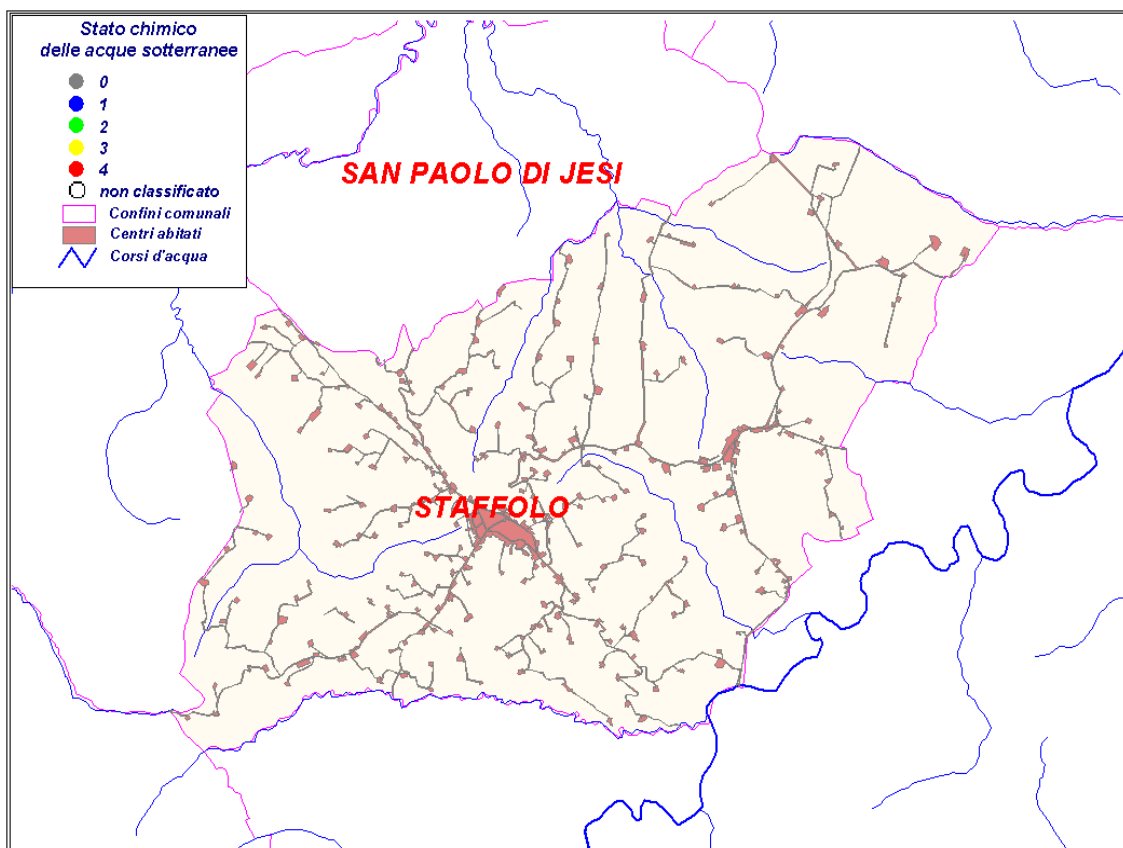 Stato chimico
delle acque sotterranee
0
1
2
3
4
non classificato
Confini comunali
Centri abitati
Corsi d'acqua
SAN PAOLO DI JESI
STAFFOLO